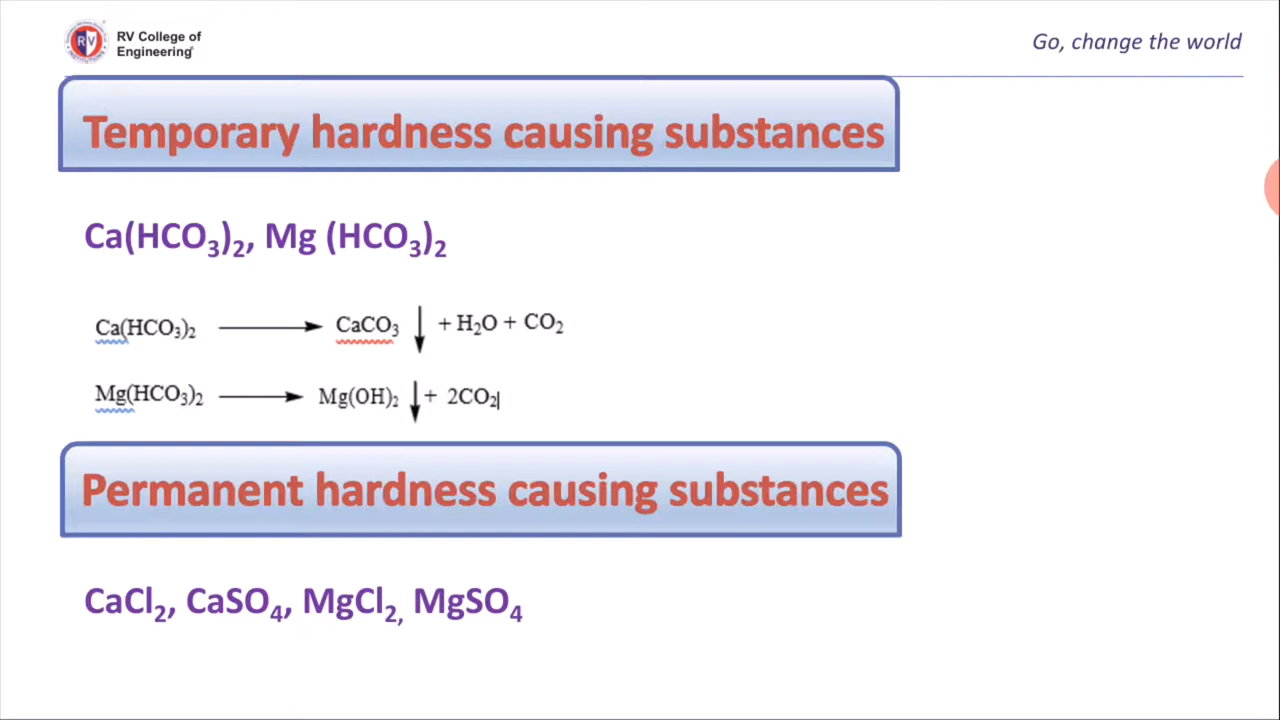 RV College of
Engineering
Go, change the world
Temporary hardness causing substances
Ca(HCO₃)₂, Mg (HCO₃)₂
Ca(HCO₃)₂ ⟶ CaCO₃ ↓ + H₂O + CO₂
Mg(HCO₃)₂ ⟶ Mg(OH)₂ ↓ + 2CO₂
Permanent hardness causing substances
CaCl₂, CaSO₄, MgCl₂, MgSO₄